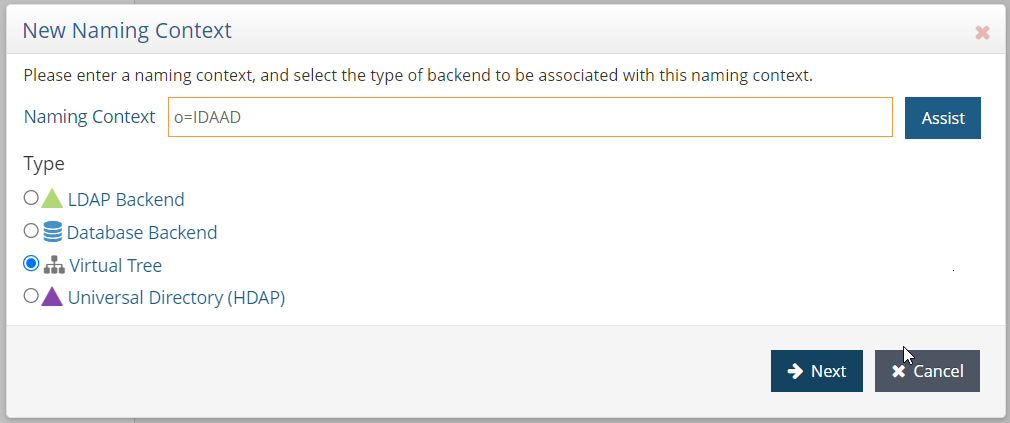 New Naming Context
Please enter a naming context, and select the type of backend to be associated with this naming context.
Naming Context o=IDAAD Assist
Type
LDAP Backend
Database Backend
Virtual Tree
Universal Directory (HDAP)
Next Cancel